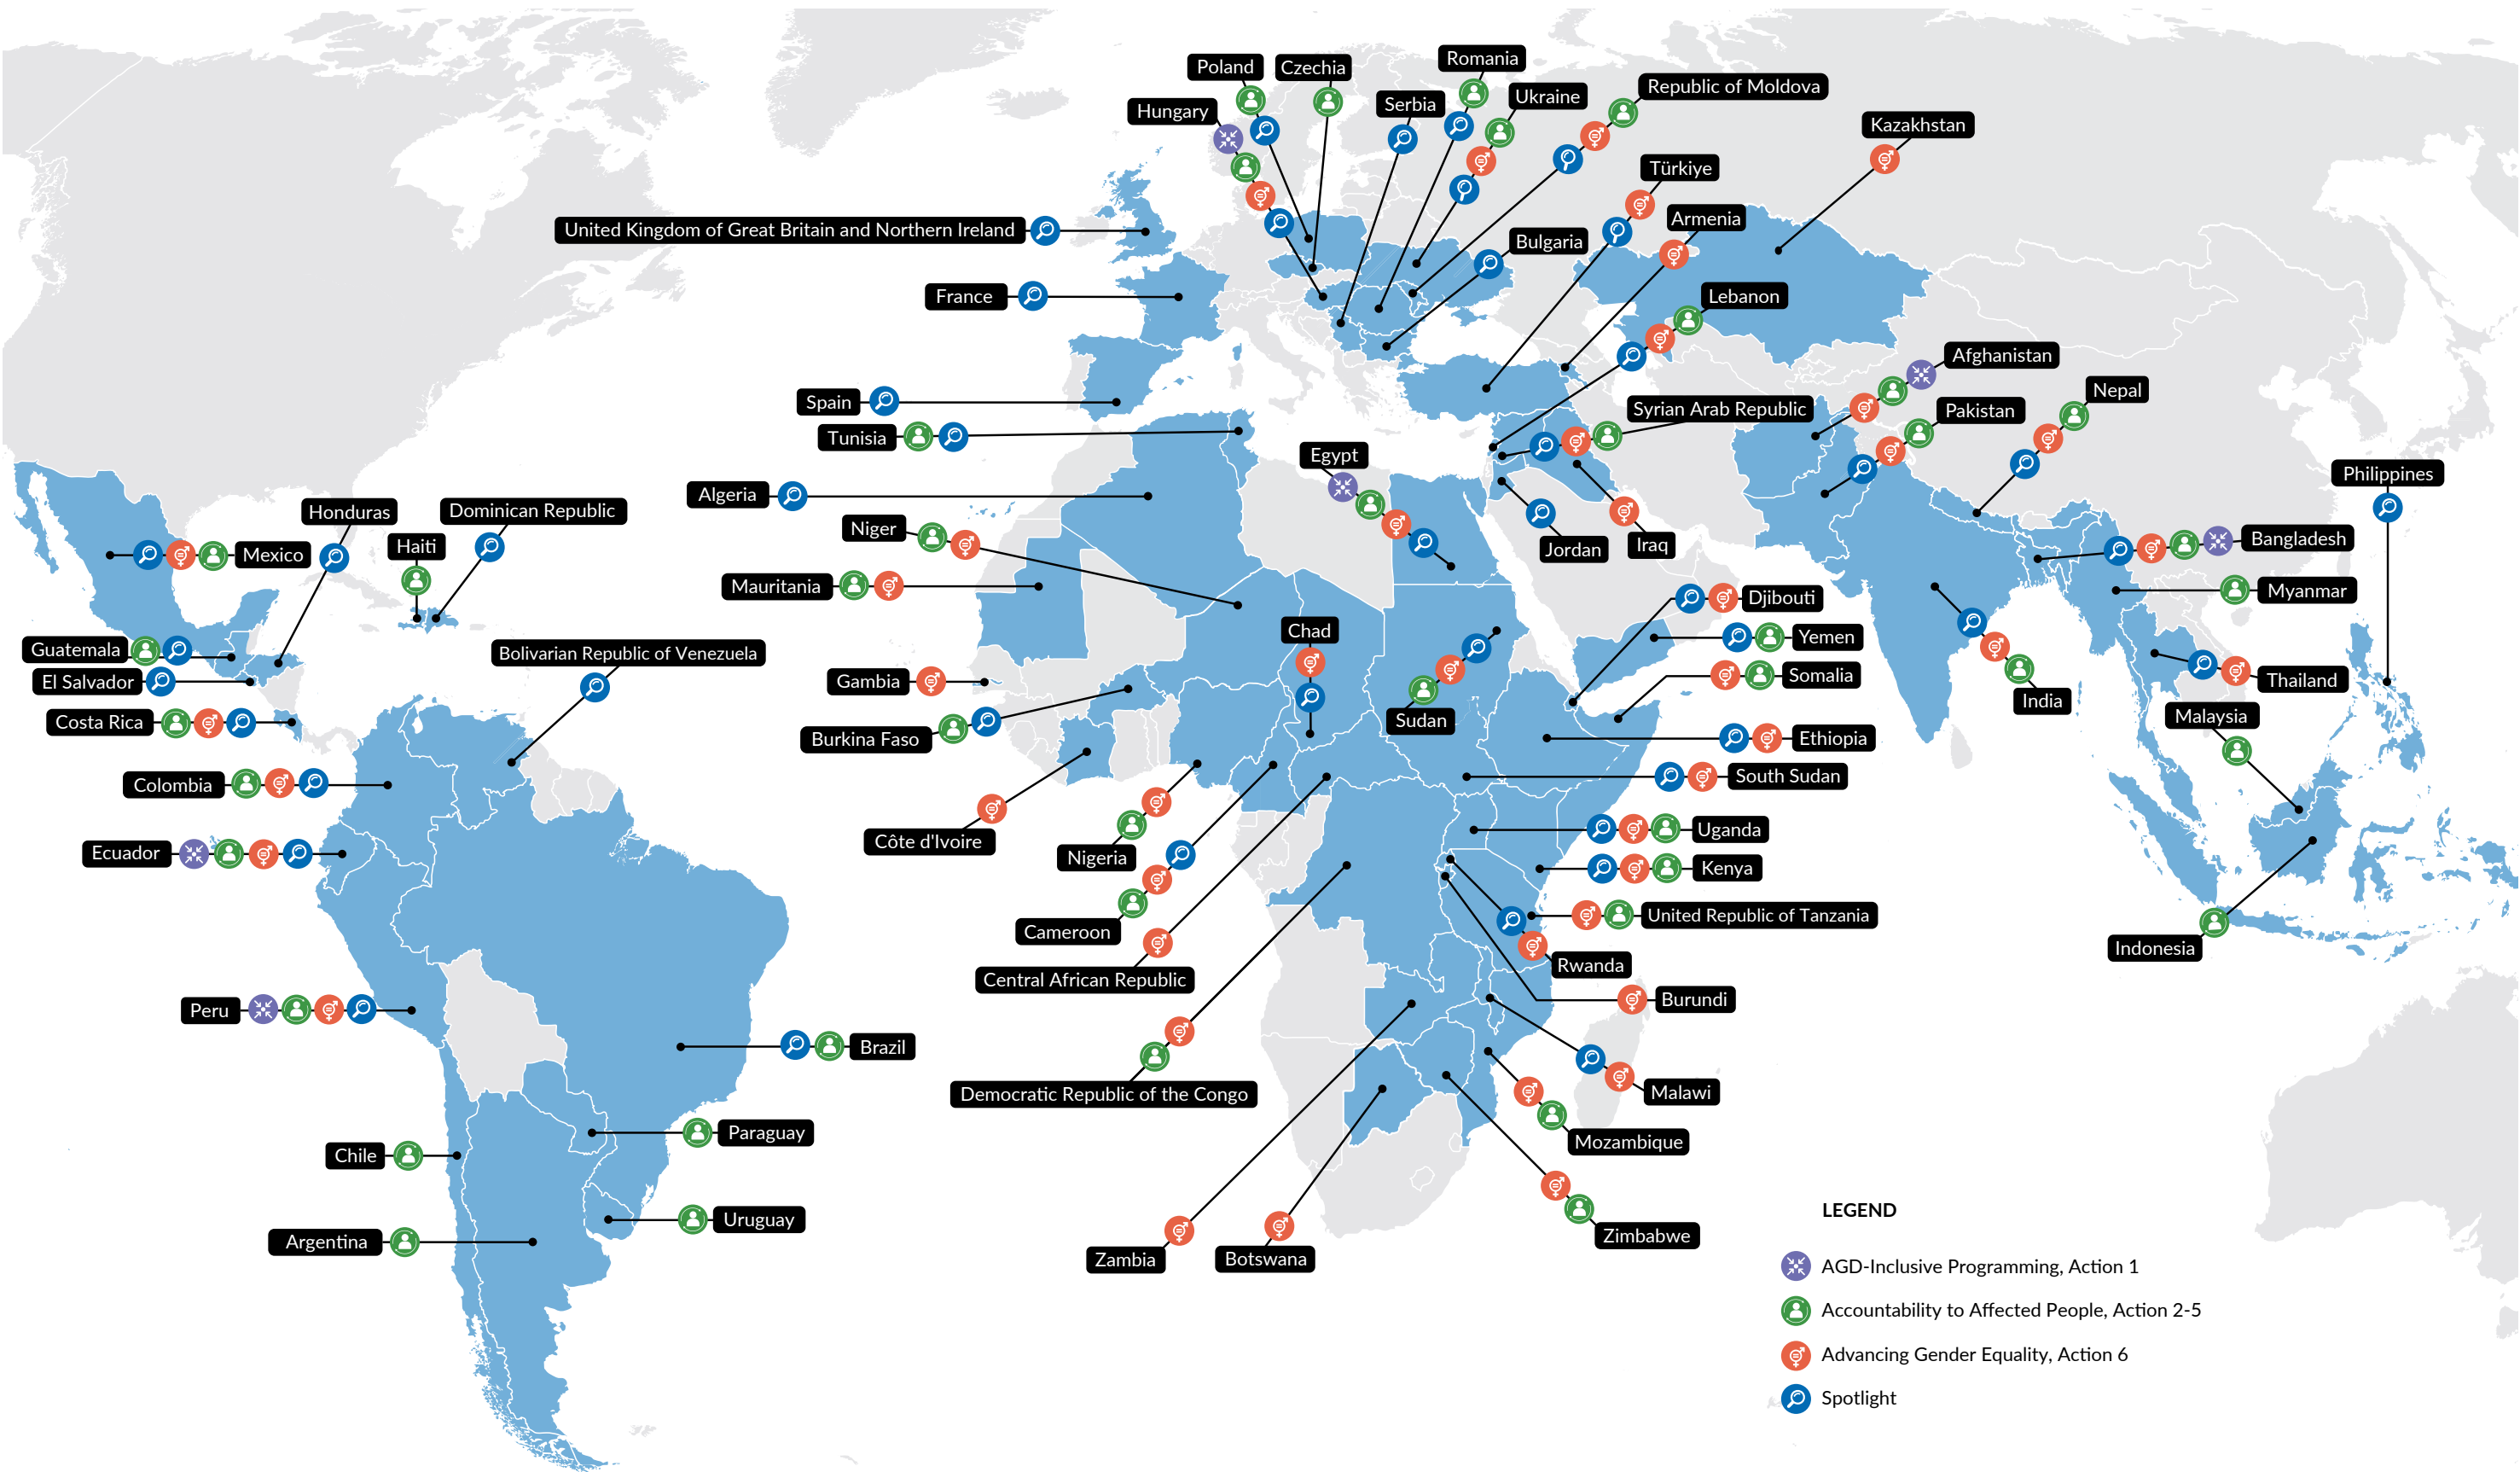 Romania
Poland
Czechia
Republic of Moldova
Ukraine
Serbia
Hungary
Kazakhstan
Türkiye
Armenia
United Kingdom of Great Britain and Northern Ireland
Bulgaria
France
Lebanon
Afghanistan
Nepal
Spain
Syrian Arab Republic
Pakistan
Tunisia
Egypt
Philippines
Algeria
Honduras
Dominican Republic
Niger
Bangladesh
Haiti
Mexico
Jordan
Iraq
Mauritania
Myanmar
Djibouti
Chad
Yemen
Guatemala
Bolivarian Republic of Venezuela
Somalia
El Salvador
Gambia
Thailand
India
Malaysia
Costa Rica
Sudan
Burkina Faso
Ethiopia
South Sudan
Colombia
Uganda
Côte d'Ivoire
Ecuador
Nigeria
Kenya
United Republic of Tanzania
Cameroon
Indonesia
Rwanda
Central African Republic
Burundi
Peru
Brazil
Malawi
Democratic Republic of the Congo
Paraguay
Mozambique
Chile
Uruguay
Zimbabwe
Argentina
Zambia
Botswana
LEGEND
AGD-Inclusive Programming, Action 1
Accountability to Affected People, Action 2-5
Advancing Gender Equality, Action 6
Spotlight